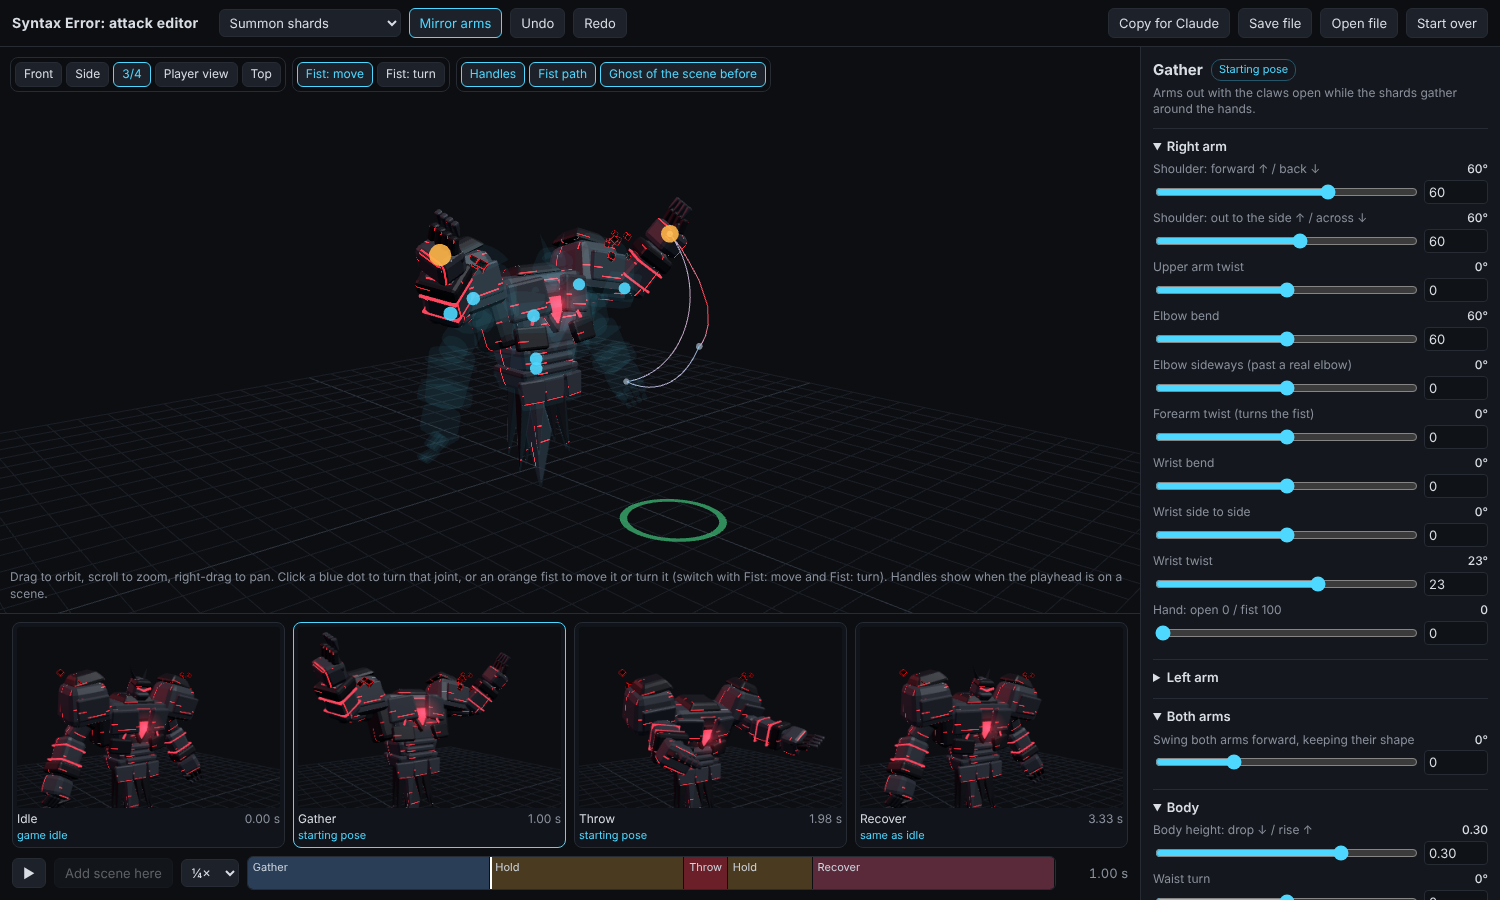 Syntax Error: attack editor
Summon shards
Mirror arms
Undo
Redo
Copy for Claude
Save file
Open file
Start over
Front
Side
3/4
Player view
Top
Fist: move
Fist: turn
Handles
Fist path
Ghost of the scene before
Drag to orbit, scroll to zoom, right-drag to pan. Click a blue dot to turn that joint, or an orange fist to move it or turn it (switch with Fist: move and Fist: turn). Handles show when the playhead is on a
scene.
Gather
Starting pose
Arms out with the claws open while the shards gather
around the hands.
▼ Right arm
Shoulder: forward ↑ / back ↓ 60°
60
Shoulder: out to the side ↑ / across ↓ 60°
60
Upper arm twist 0°
0
Elbow bend 60°
60
Elbow sideways (past a real elbow) 0°
0
Forearm twist (turns the fist) 0°
0
Wrist bend 0°
0
Wrist side to side 0°
0
Wrist twist 23°
23
Hand: open 0 / fist 100 0
0
▶ Left arm
▼ Both arms
Swing both arms forward, keeping their shape 0°
0
▼ Body
Body height: drop ↓ / rise ↑ 0.30
0.30
Waist turn 0°
Idle 0.00 s
game idle
Gather 1.00 s
starting pose
Throw 1.98 s
starting pose
Recover 3.33 s
same as idle
Add scene here
¼×
Gather
Hold
Throw
Hold
Recover
1.00 s